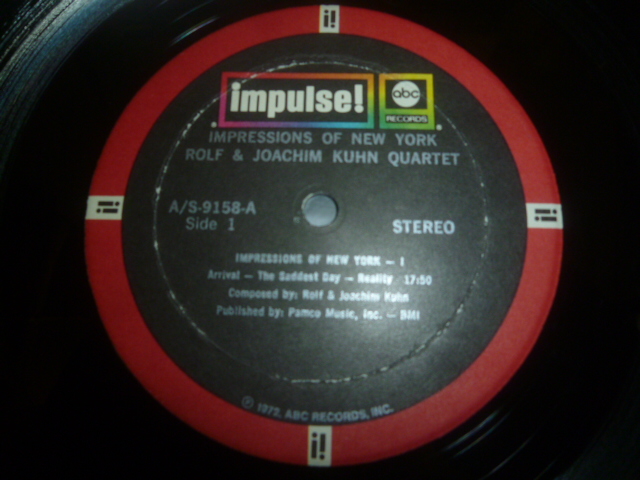 i!
impulse!
abc
RECORDS
IMPRESSIONS OF NEW YORK
ROLF & JOACHIM KUHN QUARTET
A/S-9158-A
Side 1
STEREO
i!
i!
IMPRESSIONS OF NEW YORK — I
Arrival — The Saddest Day — Reality 17:50
Composed by: Rolf & Joachim Kuhn
Published by: Pamco Music, Inc. — BMI
℗ 1972, ABC RECORDS, INC.
i!